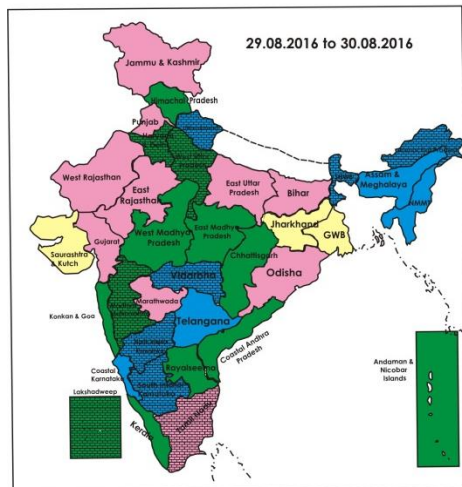 29.08.2016 to 30.08.2016
Jammu & Kashmir
Himachal Pradesh
Punjab
West Rajasthan
East
Rajasthan
East Uttar
Pradesh
Bihar
Assam &
Meghalaya
NMMT
Saurashtra
& Kutch
Gujarat
West Madhya
Pradesh
East Madhya
Pradesh
Jharkhand
GWB
Chhattisgarh
Odisha
Vidarbha
Marathwada
Konkan & Goa
Telangana
Coastal Andhra
Pradesh
Rayalseema
Coastal
Karnataka
Andaman &
Nicobar
Islands
Lakshadweep
Kerala